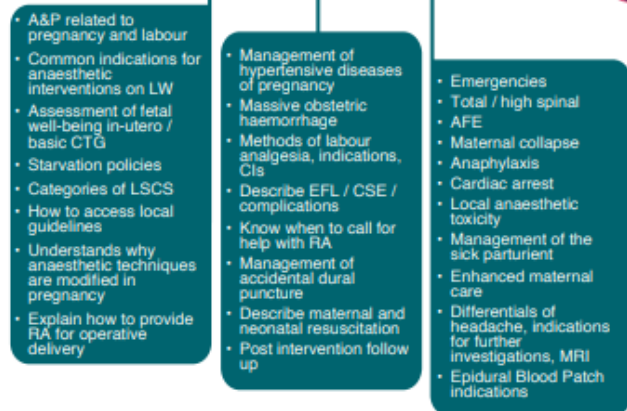 • A&P related to
pregnancy and labour
• Common indications for
anaesthetic
interventions on LW
• Assessment of fetal
well-being in-utero /
basic CTG
• Starvation policies
• Categories of LSCS
• How to access local
guidelines
• Understands why
anaesthetic techniques
are modified in
pregnancy
• Explain how to provide
RA for operative
delivery
• Management of
hypertensive diseases
of pregnancy
• Massive obstetric
haemorrhage
• Methods of labour
analgesia, indications,
CIs
• Describe EFL / CSE /
complications
• Know when to call for
help with RA
• Management of
accidental dural
puncture
• Describe maternal and
neonatal resuscitation
• Post intervention follow
up
• Emergencies
• Total / high spinal
• AFE
• Maternal collapse
• Anaphylaxis
• Cardiac arrest
• Local anaesthetic
toxicity
• Management of the
sick parturient
• Enhanced maternal
care
• Differentials of
headache, indications
for further
investigations, MRI
• Epidural Blood Patch
indications